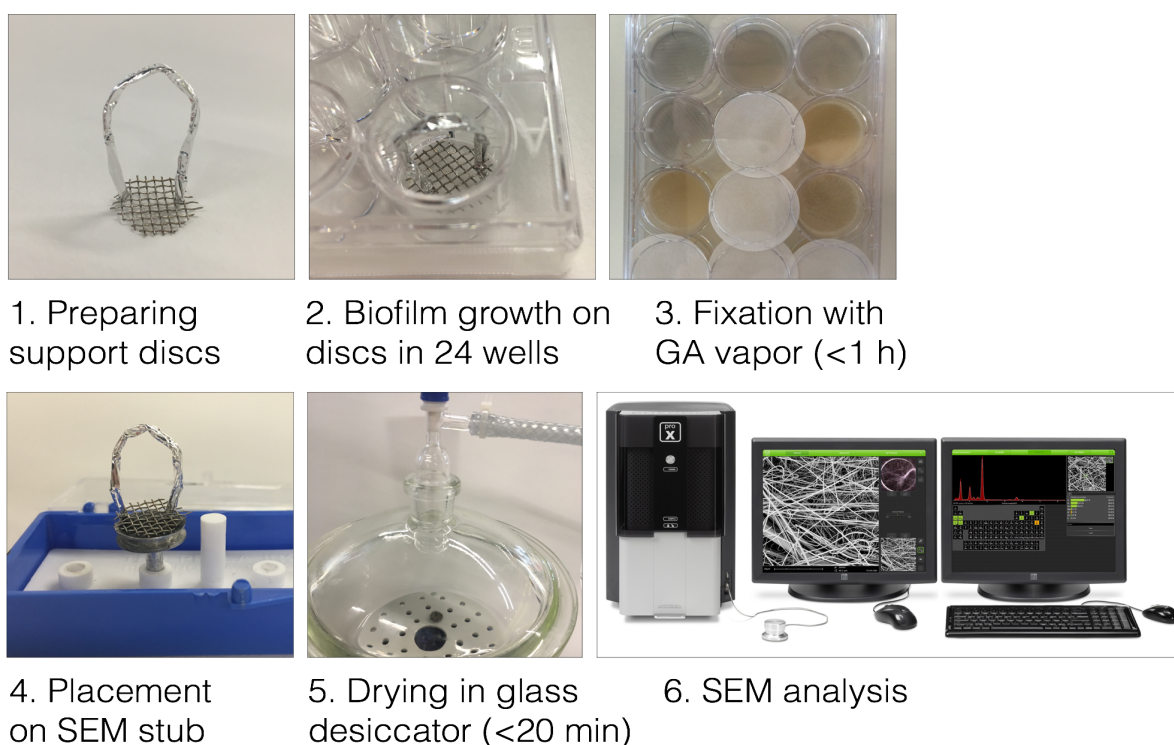 1. Preparing
support discs
2. Biofilm growth on
discs in 24 wells
3. Fixation with
GA vapor (<1 h)
pro
X
4. Placement
on SEM stub
5. Drying in glass
desiccator (<20 min)
6. SEM analysis